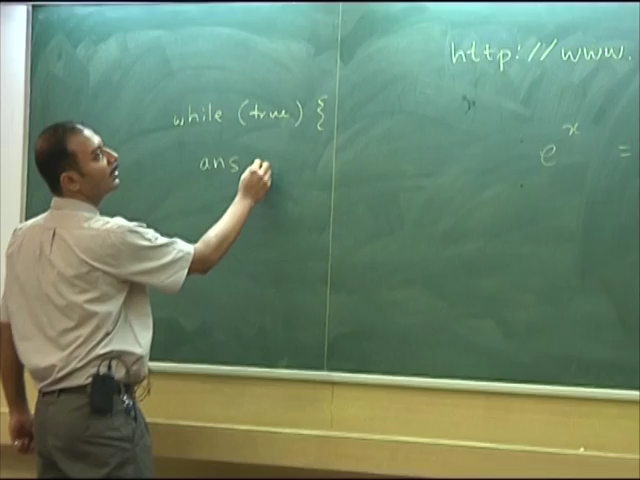 while (true) {
ans
http://www.
e^x =